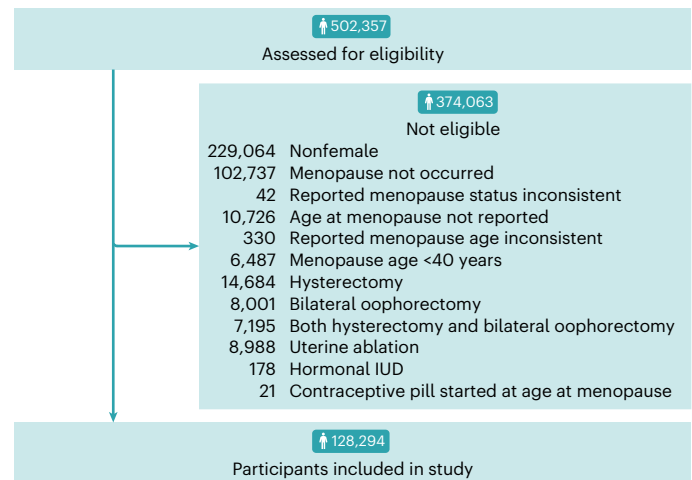 502,357
Assessed for eligibility
374,063
Not eligible
229,064 Nonfemale
102,737 Menopause not occurred
42 Reported menopause status inconsistent
10,726 Age at menopause not reported
330 Reported menopause age inconsistent
6,487 Menopause age <40 years
14,684 Hysterectomy
8,001 Bilateral oophorectomy
7,195 Both hysterectomy and bilateral oophorectomy
8,988 Uterine ablation
178 Hormonal IUD
21 Contraceptive pill started at age at menopause
128,294
Participants included in study